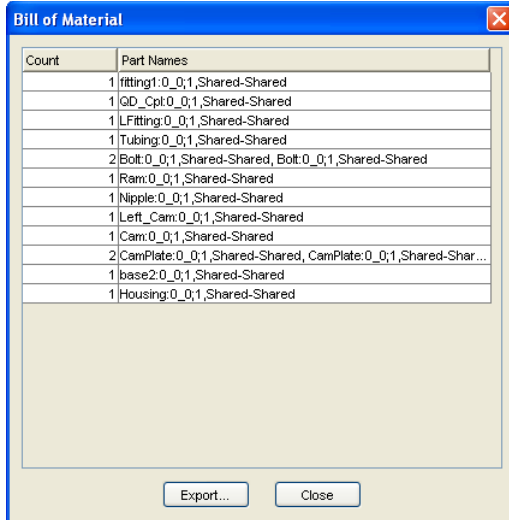 Bill of Material
Count Part Names
1 fitting1:0_0;1,Shared-Shared
1 QD_Cpl:0_0;1,Shared-Shared
1 LFitting:0_0;1,Shared-Shared
1 Tubing:0_0;1,Shared-Shared
2 Bolt:0_0;1,Shared-Shared, Bolt:0_0;1,Shared-Shared
1 Ram:0_0;1,Shared-Shared
1 Nipple:0_0;1,Shared-Shared
1 Left_Cam:0_0;1,Shared-Shared
1 Cam:0_0;1,Shared-Shared
2 CamPlate:0_0;1,Shared-Shared, CamPlate:0_0;1,Shared-Shar...
1 base2:0_0;1,Shared-Shared
1 Housing:0_0;1,Shared-Shared
Export... Close